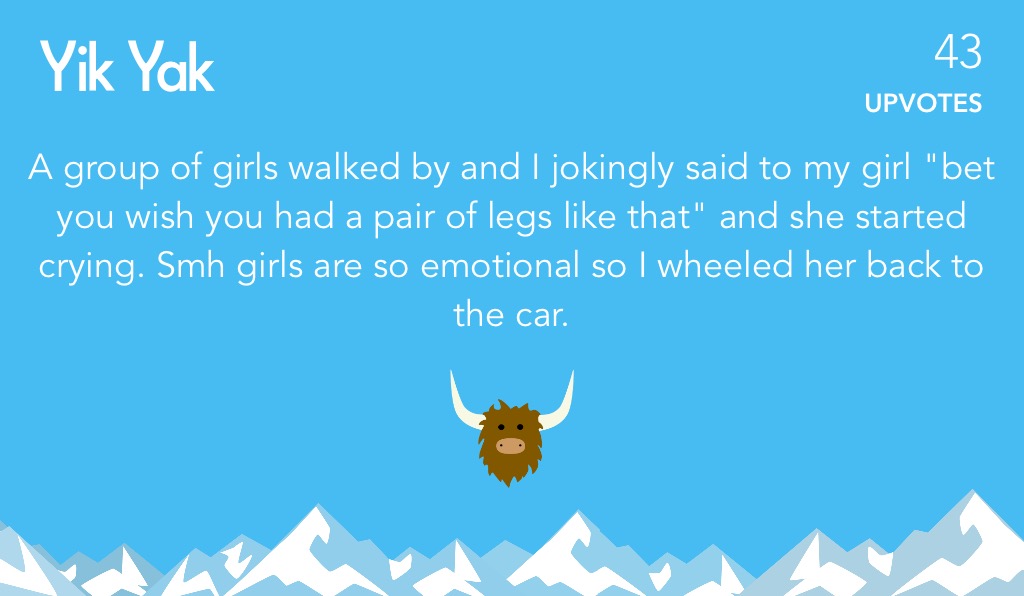 Yik Yak
43
UPVOTES
A group of girls walked by and I jokingly said to my girl "bet
you wish you had a pair of legs like that" and she started
crying. Smh girls are so emotional so I wheeled her back to
the car.